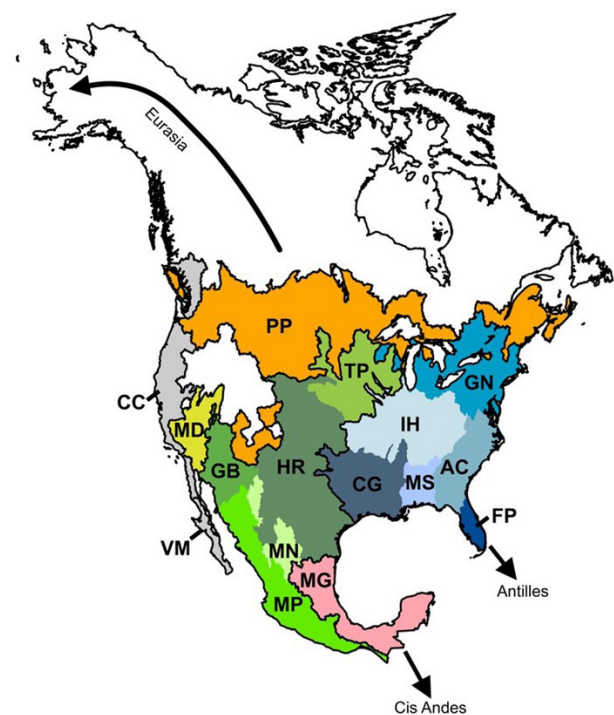 Eurasia
PP
TP
GN
CC
MD
IH
GB
HR
AC
CG
MS
FP
VM
MN
MG
MP
Antilles
Cis Andes